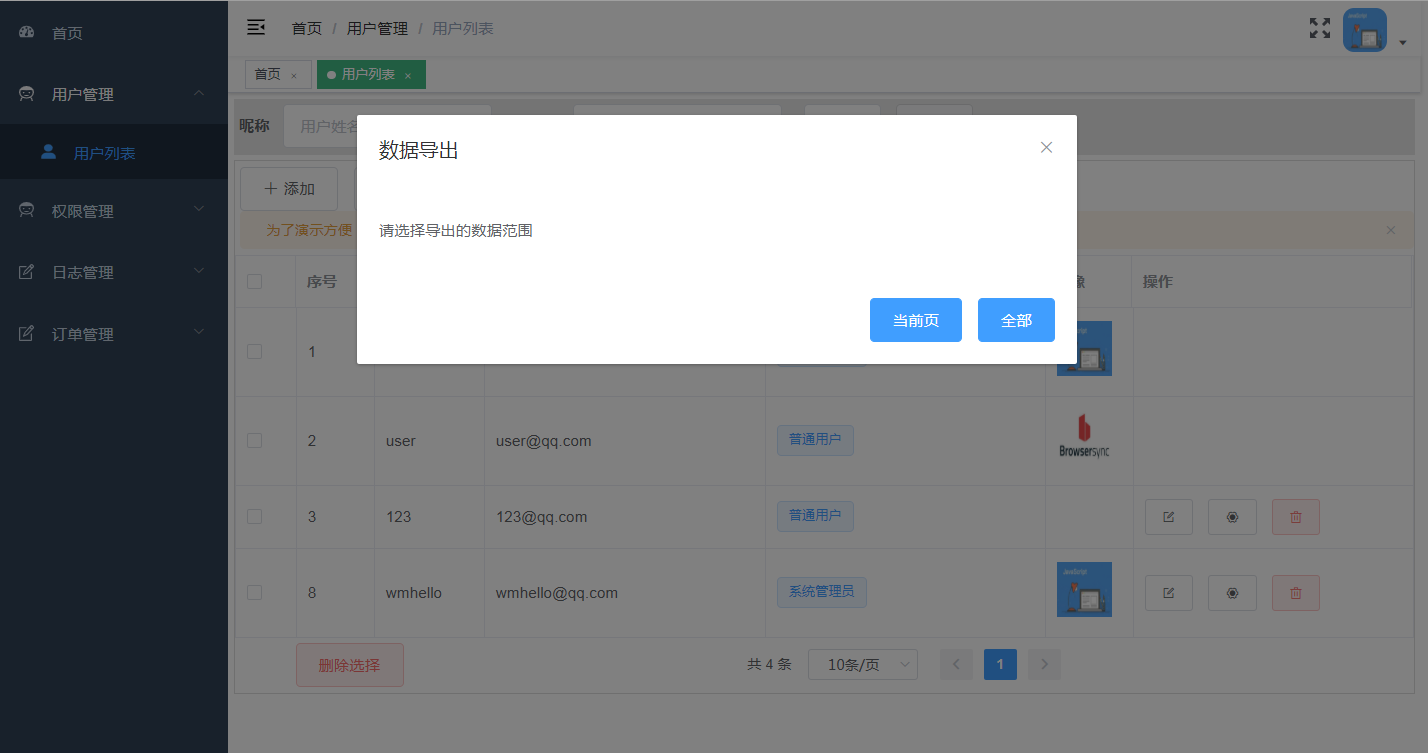 首页
用户管理
用户列表
权限管理
日志管理
订单管理
首页 / 用户管理 / 用户列表
首页 ×
用户列表 ×
昵称 用户姓名
+ 添加
为了演示方便
数据导出
请选择导出的数据范围
当前页 全部
序号 像 操作
1
2 user user@qq.com 普通用户
Browsersync
3 123 123@qq.com 普通用户
8 wmhello wmhello@qq.com 系统管理员
JavaScript
删除选择 共 4 条 10条/页 1